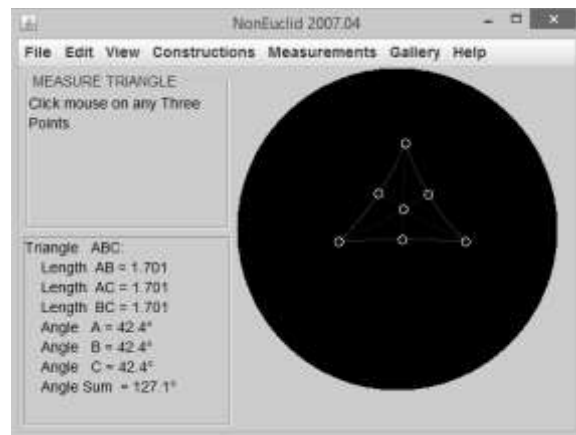 NonEuclid 2007.04
File Edit View Constructions Measurements Gallery Help
MEASURE TRIANGLE
Click mouse on any Three
Points.
Triangle ABC:
Length AB = 1.701
Length AC = 1.701
Length BC = 1.701
Angle A = 42.4°
Angle B = 42.4°
Angle C = 42.4°
Angle Sum = 127.1°